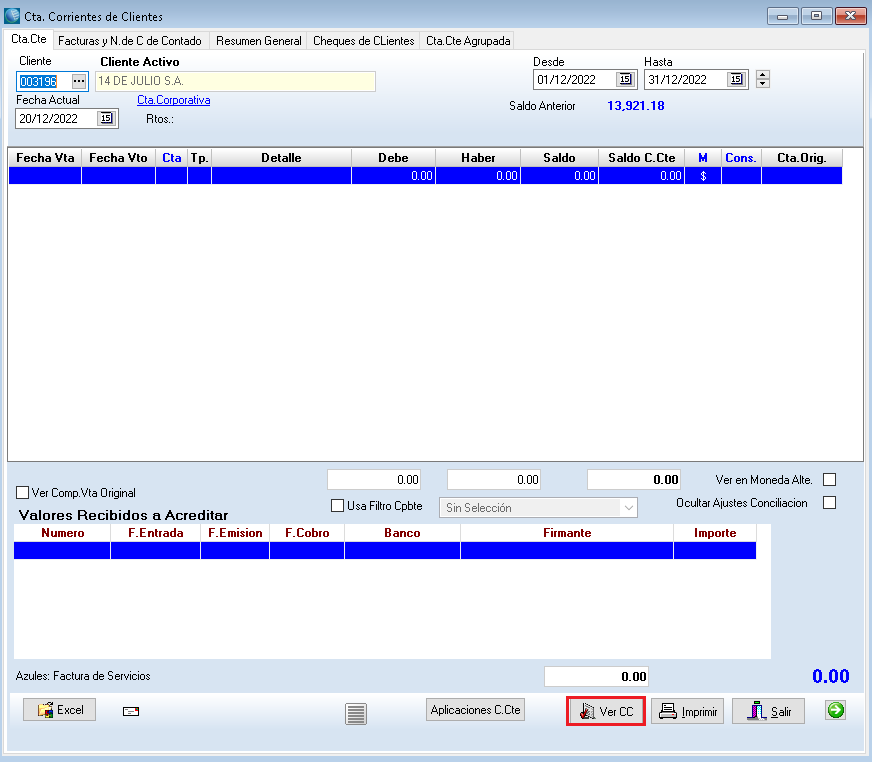 Cta. Corrientes de Clientes
Cta.Cte Facturas y N.de C de Contado Resumen General Cheques de CLientes Cta.Cte Agrupada
Cliente Cliente Activo Desde Hasta
003196 ... 14 DE JULIO S.A. 01/12/2022 15 31/12/2022 15
Fecha Actual Cta.Corporativa Saldo Anterior 13,921.18
20/12/2022 15 Rtos.:
Fecha Vta Fecha Vto Cta Tp. Detalle Debe Haber Saldo Saldo C.Cte M Cons. Cta.Orig.
0.00 0.00 0.00 0.00 $
0.00 0.00 0.00 Ver en Moneda Alte.
Ver Comp.Vta Original
Usa Filtro Cpbte Sin Selección Ocultar Ajustes Conciliacion
Valores Recibidos a Acreditar
Numero F.Entrada F.Emision F.Cobro Banco Firmante Importe
Azules: Factura de Servicios 0.00 0.00
Excel Aplicaciones C.Cte Ver CC Imprimir Salir